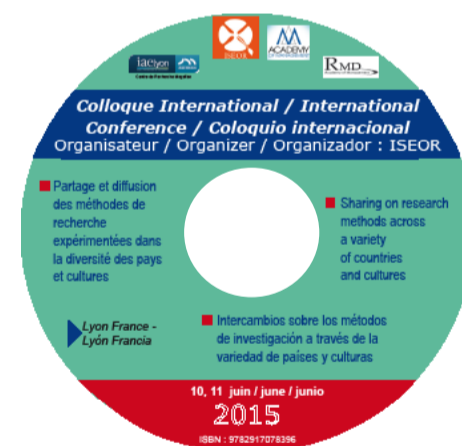 iaelyon
ISEOR
ACADEMY
RMD
Colloque International / International
Conference / Coloquio internacional
Organisateur / Organizer / Organizador : ISEOR
Partage et diffusion
des méthodes de
recherche
expérimentées dans
la diversité des pays
et cultures
Sharing on research
methods across
a variety
of countries
and cultures
Lyon France -
Lyón Francia
Intercambios sobre los métodos
de investigación a través de la
variedad de países y culturas
10, 11 juin / june / junio
2015
ISBN : 9782917078396